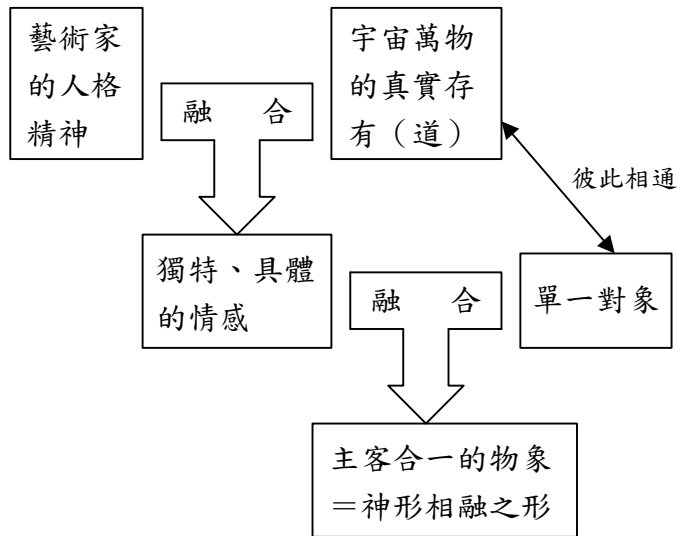 藝術家
的人格
精神
融　合
宇宙萬物
的真實存
有（道）
彼此相通
獨特、具體
的情感
融　合
單一對象
主客合一的物象
＝神形相融之形